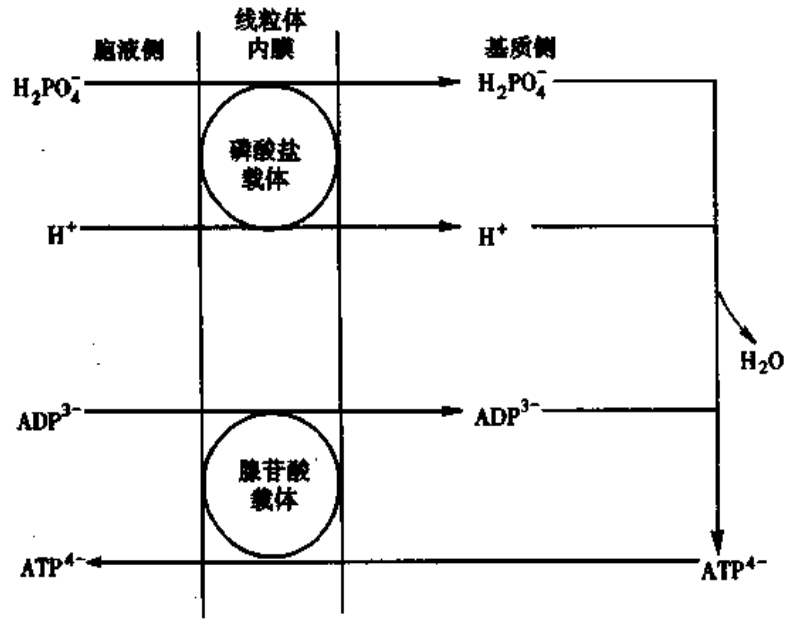 胞液侧
线粒体
内膜
基质侧
H₂PO₄⁻
H₂PO₄⁻
磷酸盐
载体
H⁺
H⁺
H₂O
ADP³⁻
ADP³⁻
腺苷酸
载体
ATP⁴⁻
ATP⁴⁻